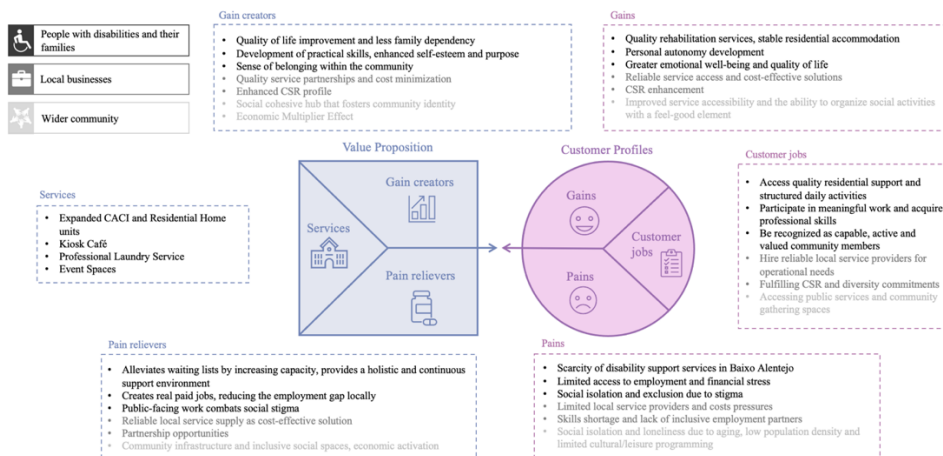 People with disabilities and their
families
Local businesses
Wider community
Gain creators
Quality of life improvement and less family dependency
Development of practical skills, enhanced self-esteem and purpose
Sense of belonging within the community
Quality service partnerships and cost minimization
Enhanced CSR profile
Social cohesive hub that fosters community identity
Economic Multiplier Effect
Gains
Quality rehabilitation services, stable residential accommodation
Personal autonomy development
Greater emotional well-being and quality of life
Reliable service access and cost-effective solutions
CSR enhancement
Improved service accessibility and the ability to organize social activities
with a feel-good element
Value Proposition
Gain creators
Services
Pain relievers
Customer Profiles
Gains
Customer
jobs
Pains
Customer jobs
Access quality residential support and
structured daily activities
Participate in meaningful work and acquire
professional skills
Be recognized as capable, active and
valued community members
Hire reliable local service providers for
operational needs
Fulfilling CSR and diversity commitments
Accessing public services and community
gathering spaces
Services
Expanded CACI and Residential Home
units
Kiosk Café
Professional Laundry Service
Event Spaces
Pain relievers
Alleviates waiting lists by increasing capacity, provides a holistic and continuous
support environment
Creates real paid jobs, reducing the employment gap locally
Public-facing work combats social stigma
Reliable local service supply as cost-effective solution
Partnership opportunities
Community infrastructure and inclusive social spaces, economic activation
Pains
Scarcity of disability support services in Baixo Alentejo
Limited access to employment and financial stress
Social isolation and exclusion due to stigma
Limited local service providers and costs pressures
Skills shortage and lack of inclusive employment partners
Social isolation and loneliness due to aging, low population density and
limited cultural/leisure programming